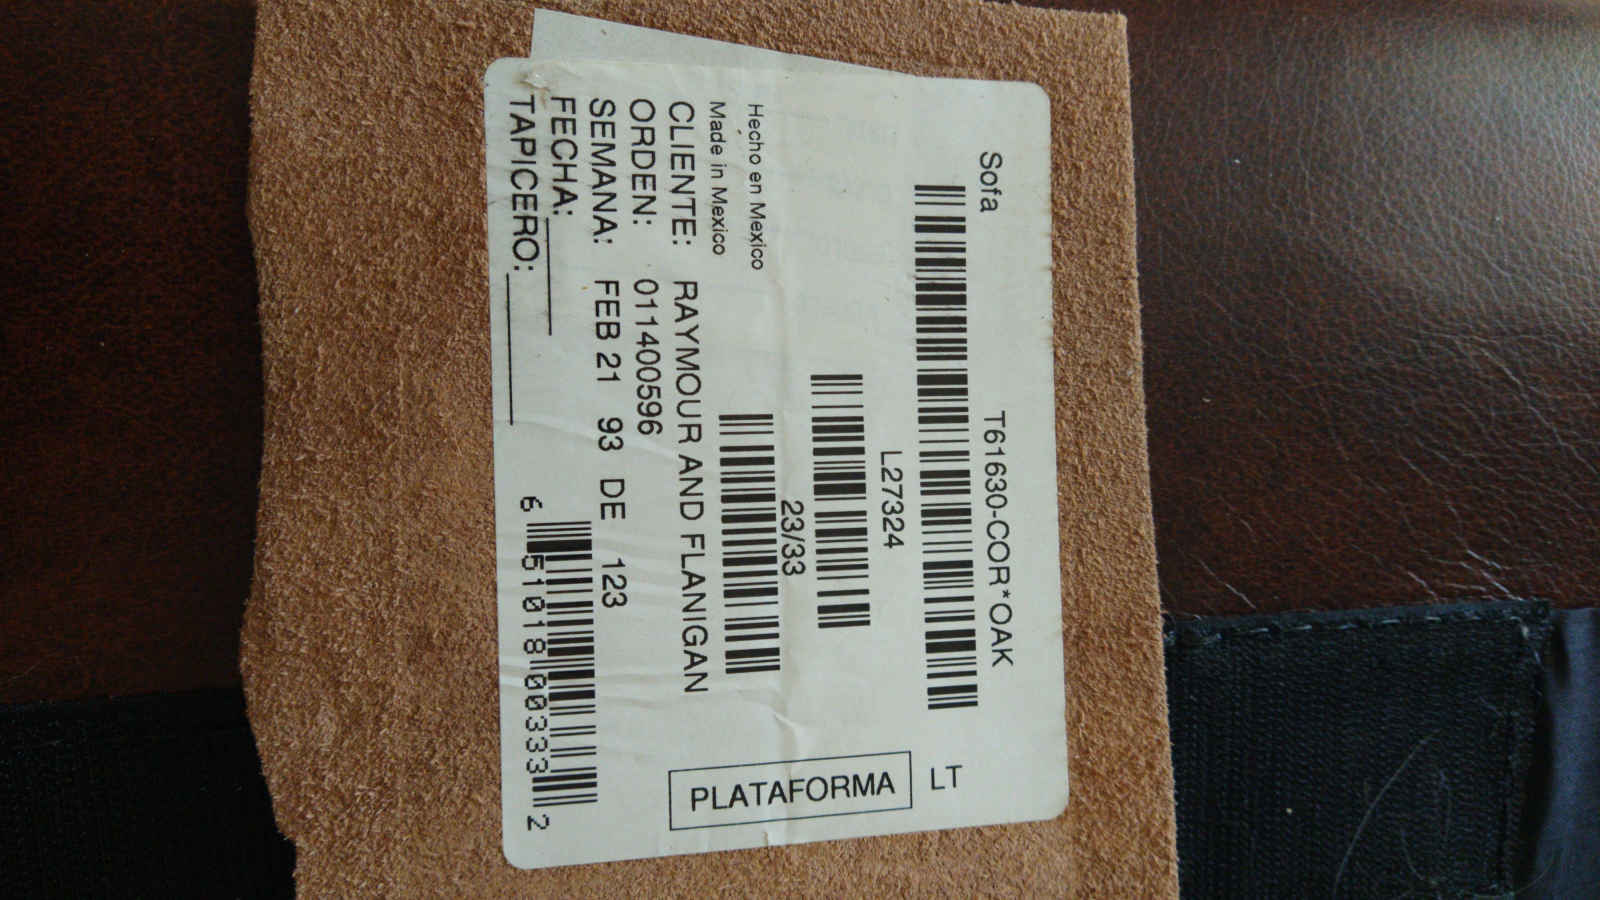 Sofa T61630-COR*OAK
L27324 LT
23/33
Hecho en Mexico
Made in Mexico
PLATAFORMA
CLIENTE: RAYMOUR AND FLANIGAN
ORDEN: 011400596
SEMANA: FEB 21 93 DE 123
FECHA:
TAPICERO:
6 51018 00333 2